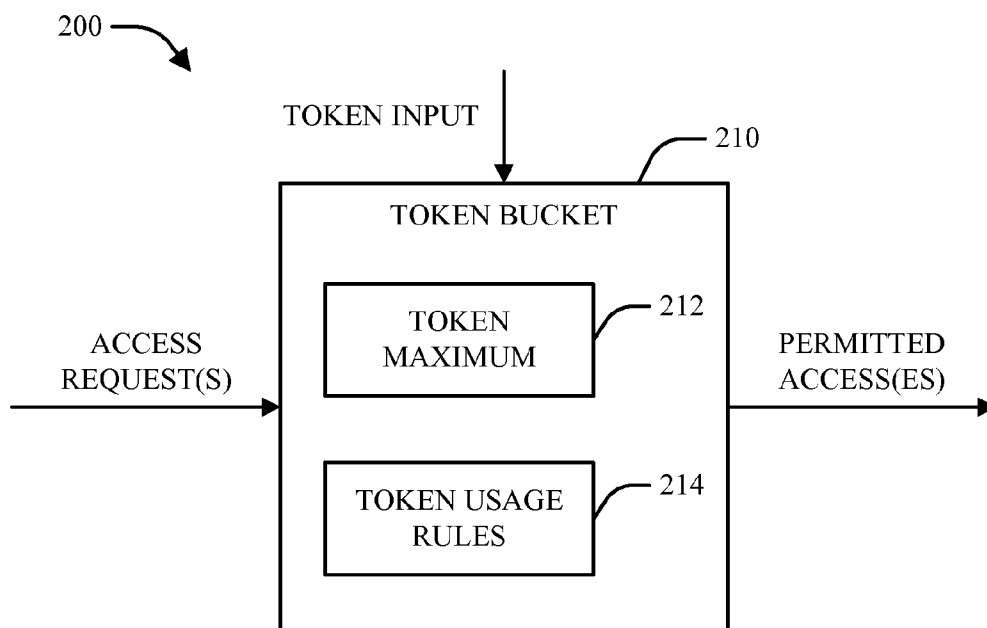 200
TOKEN INPUT
210
TOKEN BUCKET
TOKEN
MAXIMUM
212
ACCESS
REQUEST(S)
PERMITTED
ACCESS(ES)
TOKEN USAGE
RULES
214